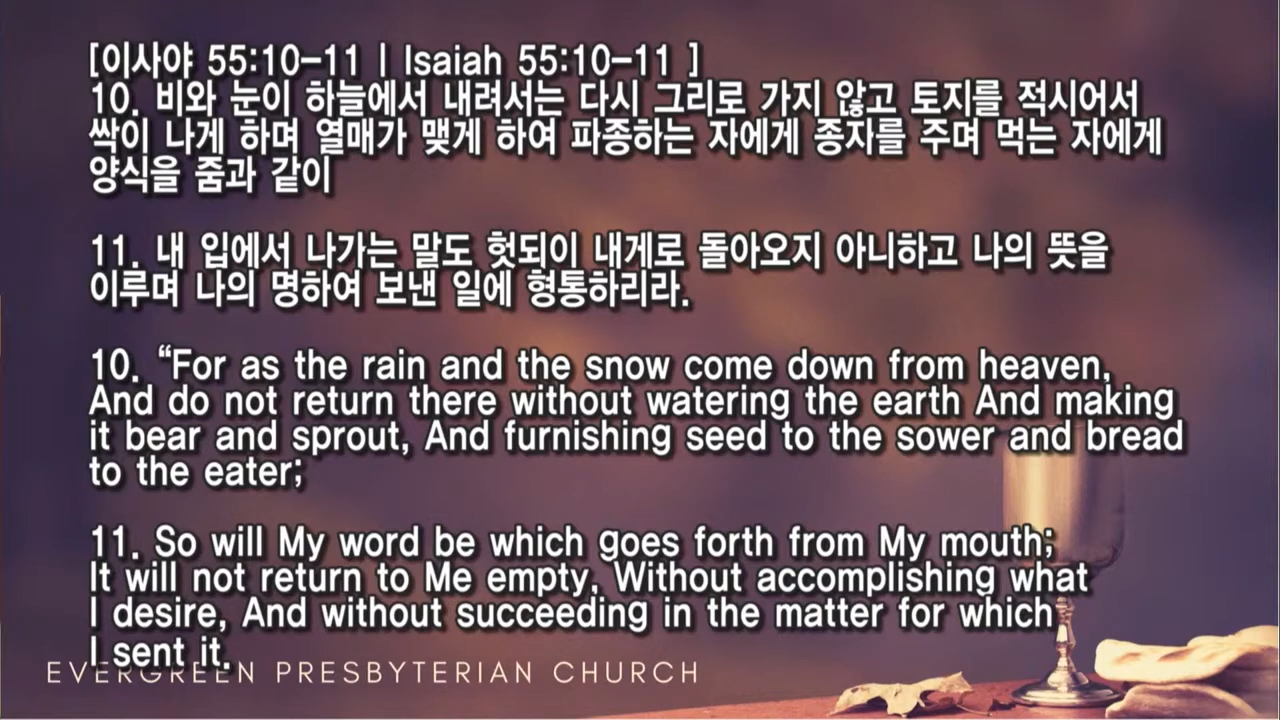 [이사야 55:10-11 | Isaiah 55:10-11 ]
10. 비와 눈이 하늘에서 내려서는 다시 그리로 가지 않고 토지를 적시어서
싹이 나게 하며 열매가 맺게 하여 파종하는 자에게 종자를 주며 먹는 자에게
양식을 줌과 같이
11. 내 입에서 나가는 말도 헛되이 내게로 돌아오지 아니하고 나의 뜻을
이루며 나의 명하여 보낸 일에 형통하리라.
10. “For as the rain and the snow come down from heaven,
And do not return there without watering the earth And making
it bear and sprout, And furnishing seed to the sower and bread
to the eater;
11. So will My word be which goes forth from My mouth;
It will not return to Me empty, Without accomplishing what
I desire, And without succeeding in the matter for which
I sent it.
EVERGREEN PRESBYTERIAN CHURCH